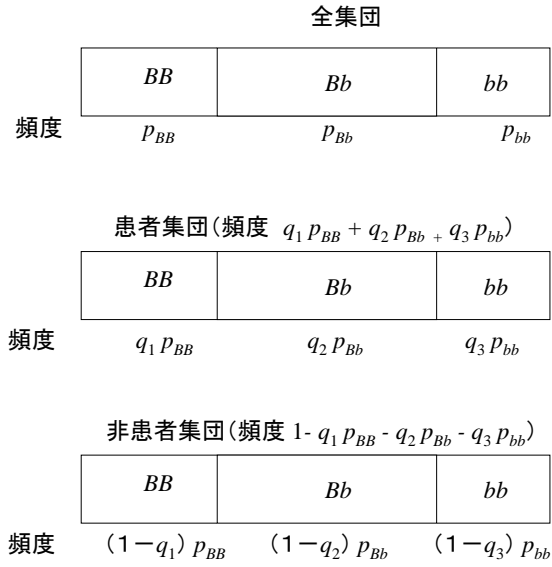 全集団
BB Bb bb
頻度 p_BB p_Bb p_bb
患者集団(頻度 q_1 p_BB + q_2 p_Bb + q_3 p_bb)
BB Bb bb
頻度 q_1 p_BB q_2 p_Bb q_3 p_bb
非患者集団(頻度 1- q_1 p_BB - q_2 p_Bb - q_3 p_bb)
BB Bb bb
頻度 (1-q_1) p_BB (1-q_2) p_Bb (1-q_3) p_bb